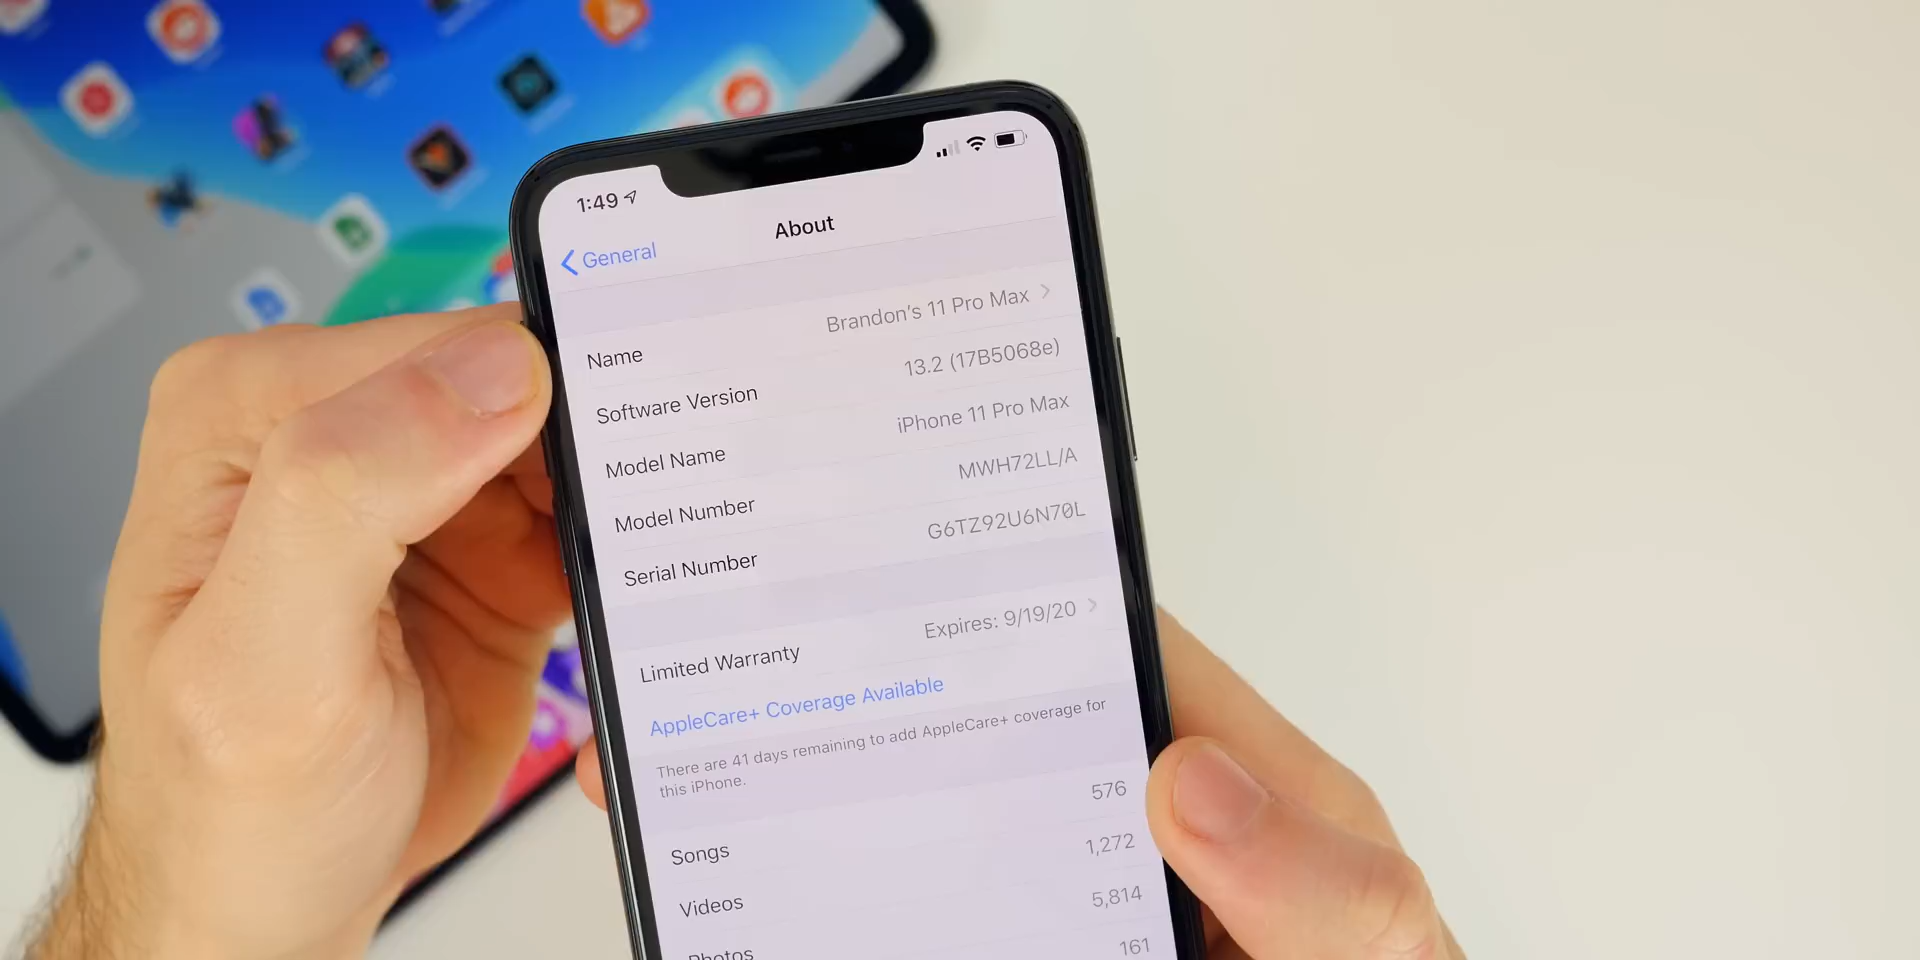 1:49
General
About
Name Brandon's 11 Pro Max
Software Version 13.2 (17B5068e)
Model Name iPhone 11 Pro Max
Model Number MWH72LL/A
Serial Number G6TZ92U6N70L
Limited Warranty Expires: 9/19/20
AppleCare+ Coverage Available
There are 41 days remaining to add AppleCare+ coverage for
this iPhone.
Songs 576
Videos 1,272
Photos 5,814
161